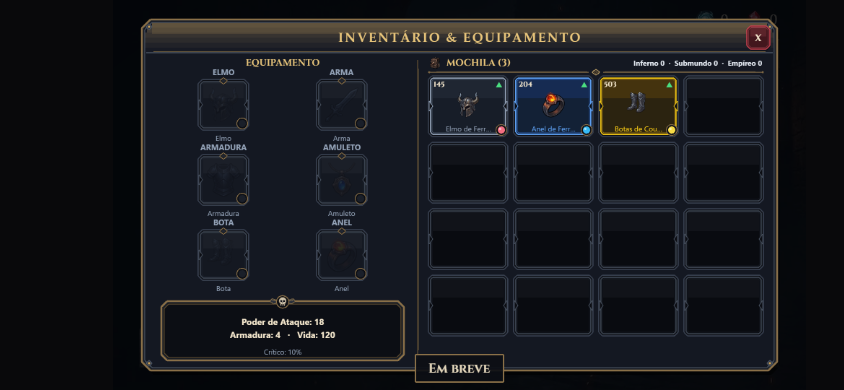 INVENTÁRIO & EQUIPAMENTO
X
EQUIPAMENTO
ELMO
ARMA
Elmo
Arma
ARMADURA
AMULETO
Armadura
Amuleto
BOTA
ANEL
Bota
Anel
Poder de Ataque: 18
Armadura: 4 · Vida: 120
Crítico: 10%
MOCHILA (3)
Inferno 0 · Submundo 0 · Empíreo 0
145
204
503
Elmo de Ferr...
Anel de Ferr...
Botas de Cou...
EM BREVE